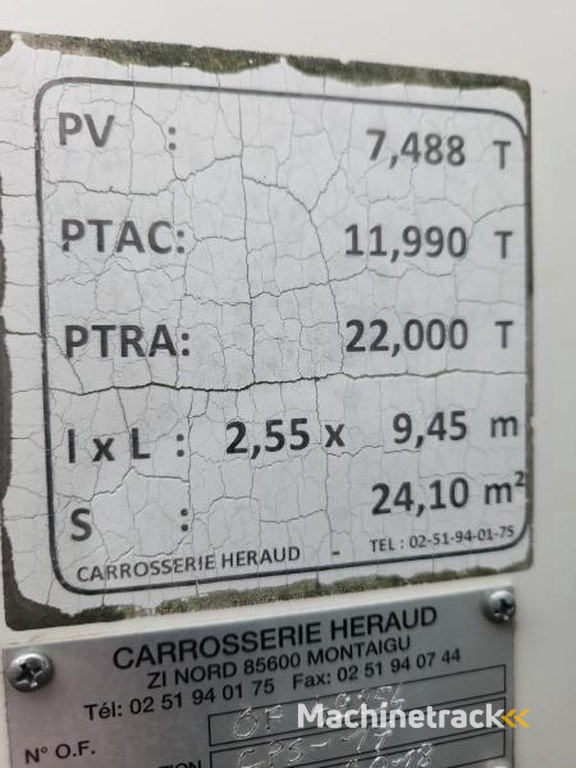 PV : 7,488 T
PTAC: 11,990 T
PTRA: 22,000 T
l x L : 2,55 x 9,45 m
S : 24,10 m²
CARROSSERIE HERAUD - TEL : 02-51-94-01-75
CARROSSERIE HERAUD
ZI NORD 85600 MONTAIGU
Tél: 02 51 94 01 75 Fax: 02 51 94 07 44
N° O.F. OF
Machinetrack